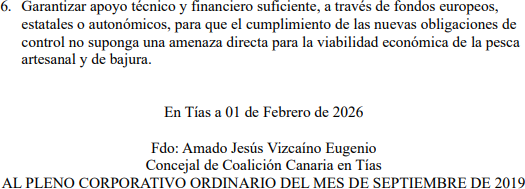 6. Garantizar apoyo técnico y financiero suficiente, a través de fondos europeos,
estatales o autonómicos, para que el cumplimiento de las nuevas obligaciones de
control no suponga una amenaza directa para la viabilidad económica de la pesca
artesanal y de bajura.
En Tías a 01 de Febrero de 2026
Fdo: Amado Jesús Vizcaíno Eugenio
Concejal de Coalición Canaria en Tías
AL PLENO CORPORATIVO ORDINARIO DEL MES DE SEPTIEMBRE DE 2019